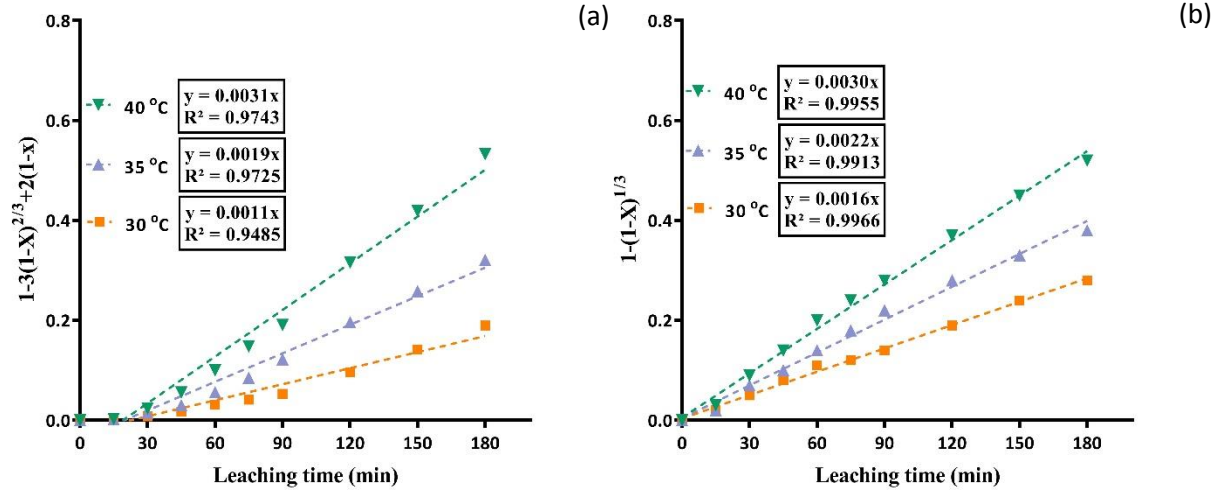 (a)
0.8
0.6
0.4
0.2
0.0
1-3(1-X)^2/3+2(1-x)
40 °C
y = 0.0031x
R² = 0.9743
35 °C
y = 0.0019x
R² = 0.9725
30 °C
y = 0.0011x
R² = 0.9485
0 30 60 90 120 150 180
Leaching time (min)
(b)
0.8
0.6
0.4
0.2
0.0
1-(1-X)^1/3
40 °C
y = 0.0030x
R² = 0.9955
35 °C
y = 0.0022x
R² = 0.9913
30 °C
y = 0.0016x
R² = 0.9966
0 30 60 90 120 150 180
Leaching time (min)